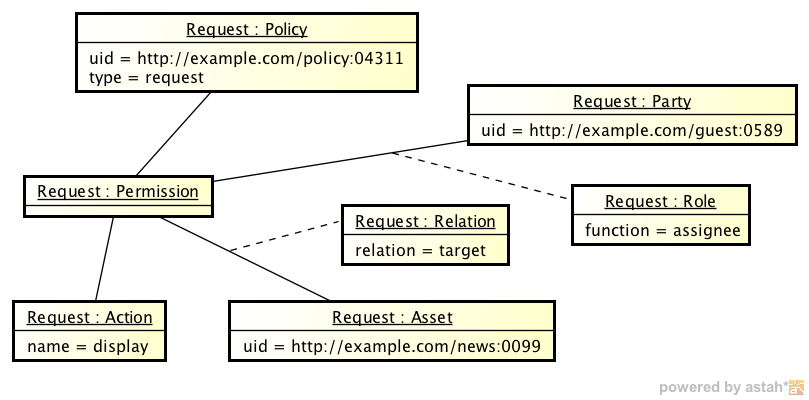 Request : Policy
uid = http://example.com/policy:04311
type = request
Request : Party
uid = http://example.com/guest:0589
Request : Permission
Request : Role
function = assignee
Request : Relation
relation = target
Request : Action
name = display
Request : Asset
uid = http://example.com/news:0099
powered by astah*